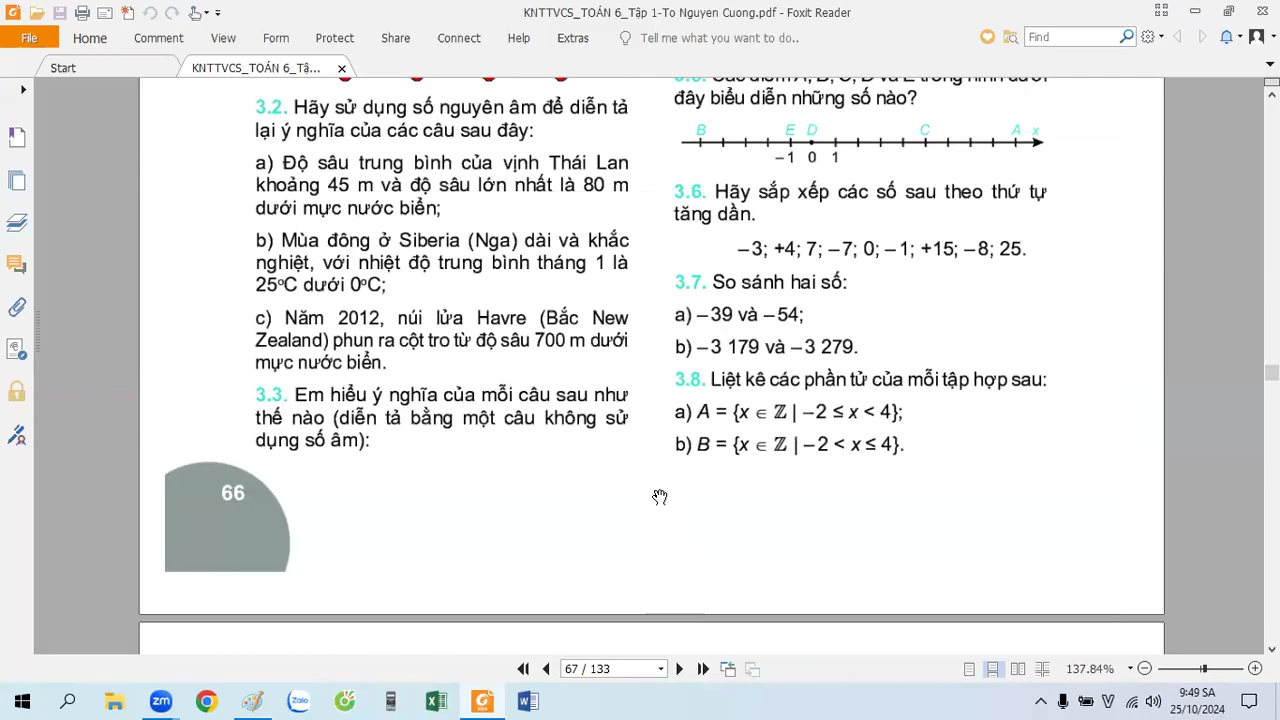 KNTTVCS_TOÁN 6_Tập 1-To Nguyen Cuong.pdf - Foxit Reader
File Home Comment View Form Protect Share Connect Help Extras Tell me what you want to do.. Find
Start KNTTVCS_TOÁN 6_Tậ...
3.2. Hãy sử dụng số nguyên âm để diễn tả
lại ý nghĩa của các câu sau đây:
a) Độ sâu trung bình của vịnh Thái Lan
khoảng 45 m và độ sâu lớn nhất là 80 m
dưới mực nước biển;
b) Mùa đông ở Siberia (Nga) dài và khắc
nghiệt, với nhiệt độ trung bình tháng 1 là
25°C dưới 0°C;
c) Năm 2012, núi lửa Havre (Bắc New
Zealand) phun ra cột tro từ độ sâu 700 m dưới
mực nước biển.
3.3. Em hiểu ý nghĩa của mỗi câu sau như
thế nào (diễn tả bằng một câu không sử
dụng số âm):
66
đây biểu diễn những số nào?
B E D C A x
–1 0 1
3.6. Hãy sắp xếp các số sau theo thứ tự
tăng dần.
–3; +4; 7; –7; 0; –1; +15; –8; 25.
3.7. So sánh hai số:
a) –39 và –54;
b) –3 179 và –3 279.
3.8. Liệt kê các phần tử của mỗi tập hợp sau:
a) A = {x ∈ ℤ | –2 ≤ x < 4};
b) B = {x ∈ ℤ | –2 < x ≤ 4}.
67 / 133 137.84%
9:49 SA
25/10/2024